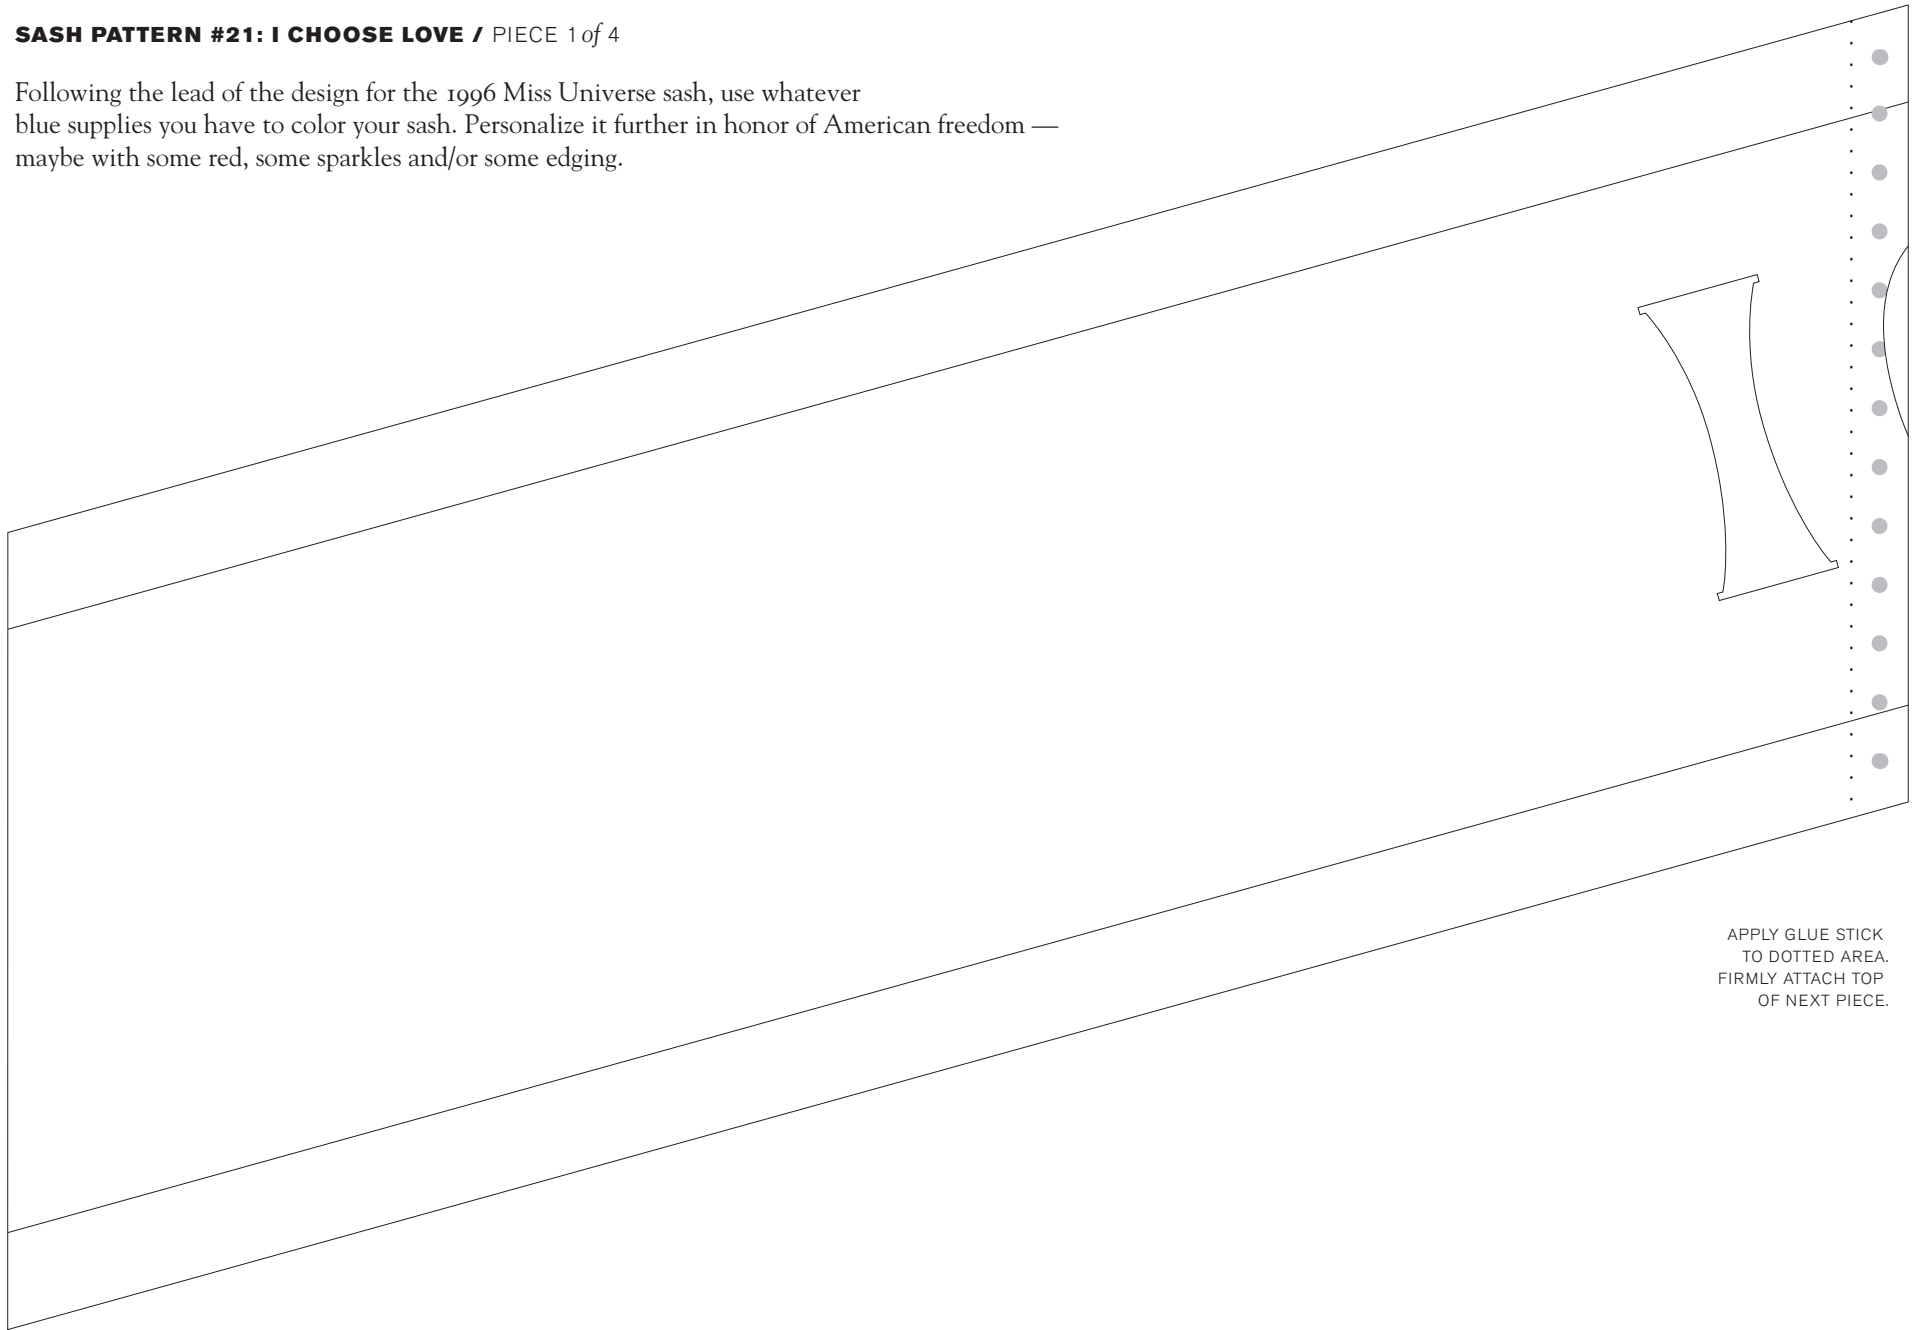 SASH PATTERN #21: I CHOOSE LOVE / PIECE 1 of 4
Following the lead of the design for the 1996 Miss Universe sash, use whatever
blue supplies you have to color your sash. Personalize it further in honor of American freedom —
maybe with some red, some sparkles and/or some edging.
I
APPLY GLUE STICK
TO DOTTED AREA.
FIRMLY ATTACH TOP
OF NEXT PIECE.